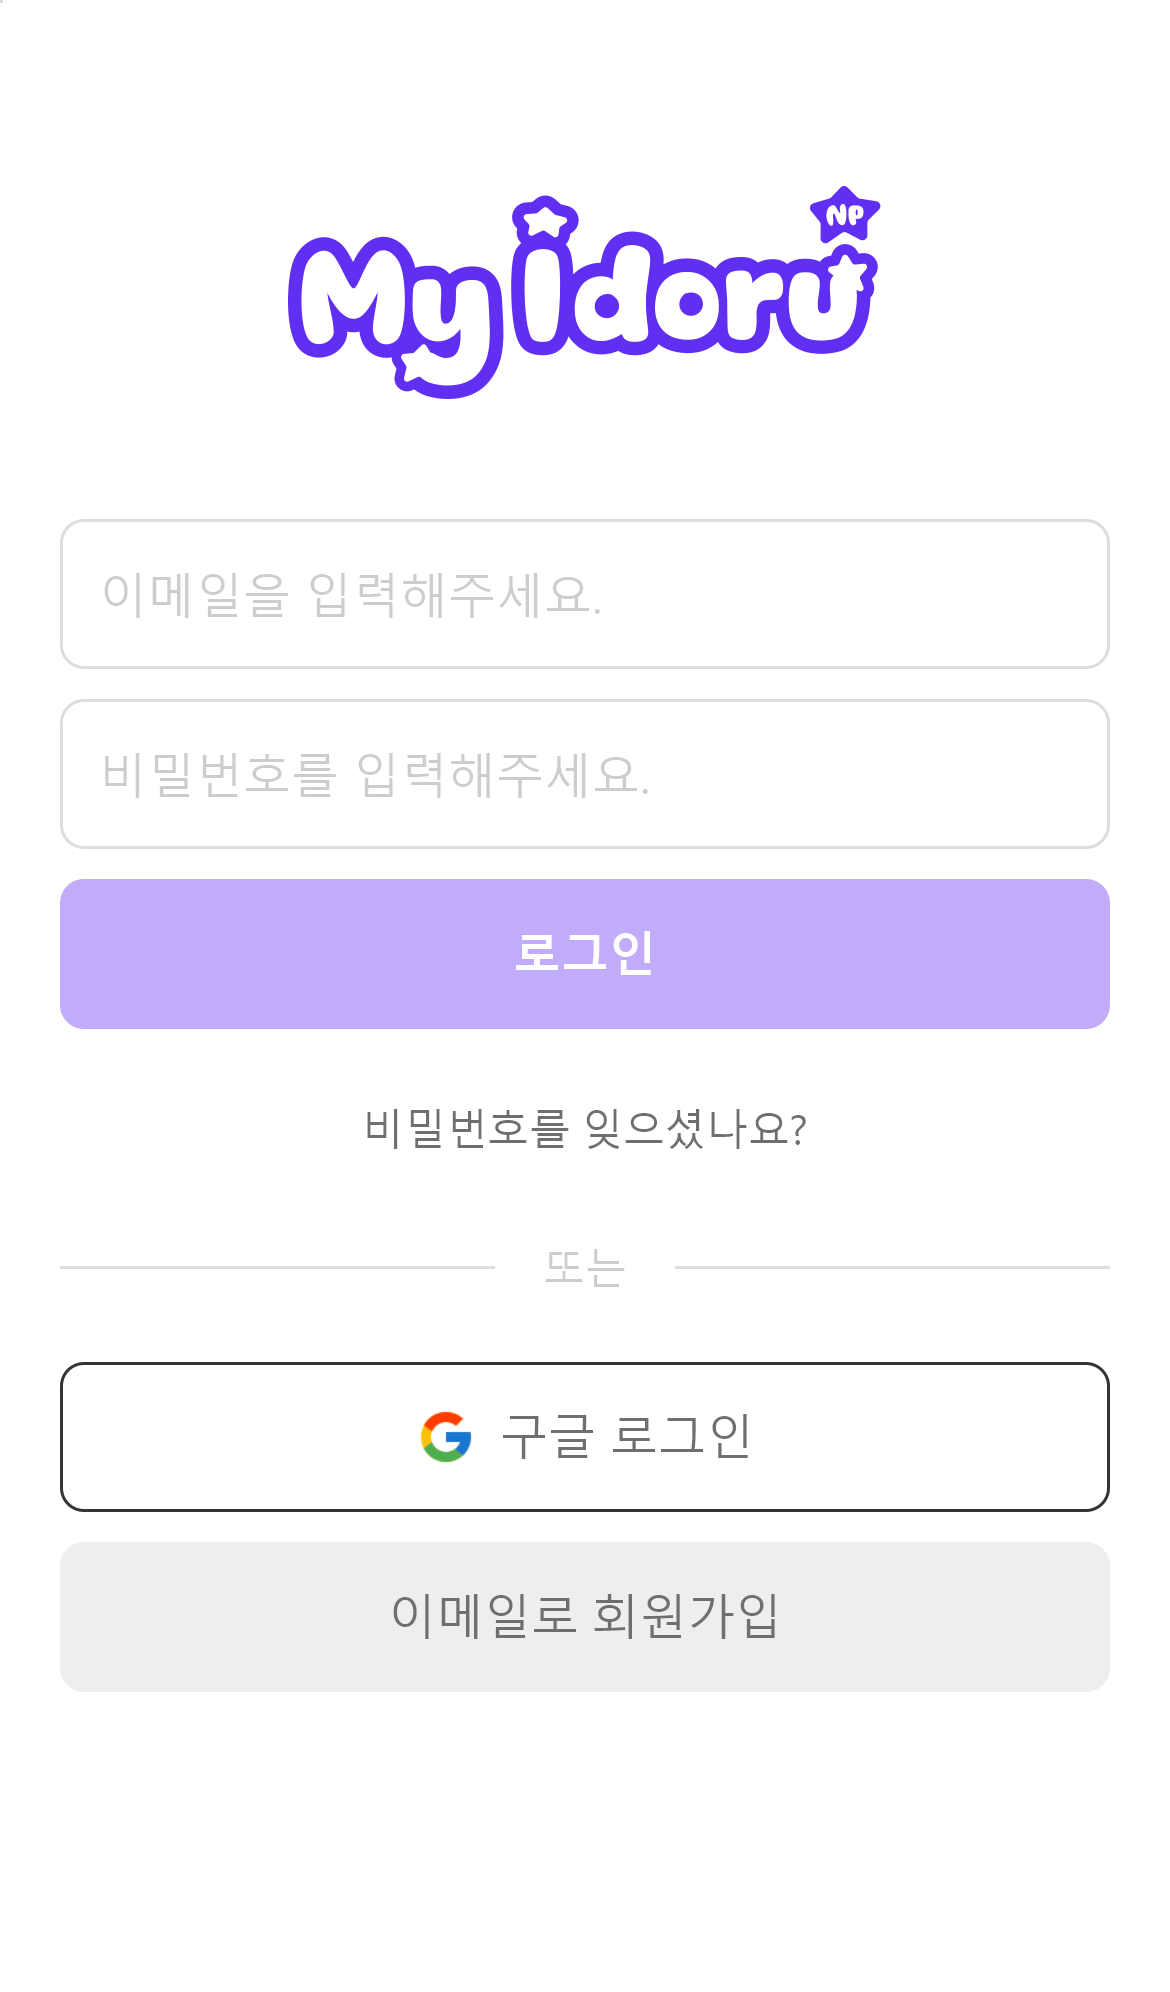 NP
My idoru
이메일을 입력해주세요.
비밀번호를 입력해주세요.
로그인
비밀번호를 잊으셨나요?
또는
구글 로그인
이메일로 회원가입